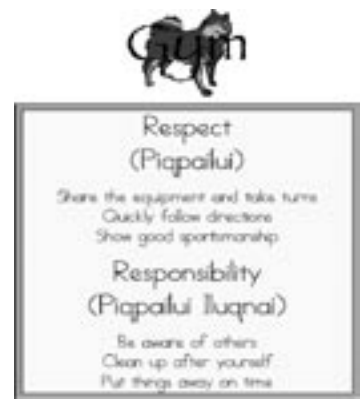 Gym
Respect
(Piqpailui)
Share the equipment and take turns
Quickly follow directions
Show good sportsmanship
Responsibility
(Piqpailui Iluqnai)
Be aware of others
Clean up after yourself
Put things away on time